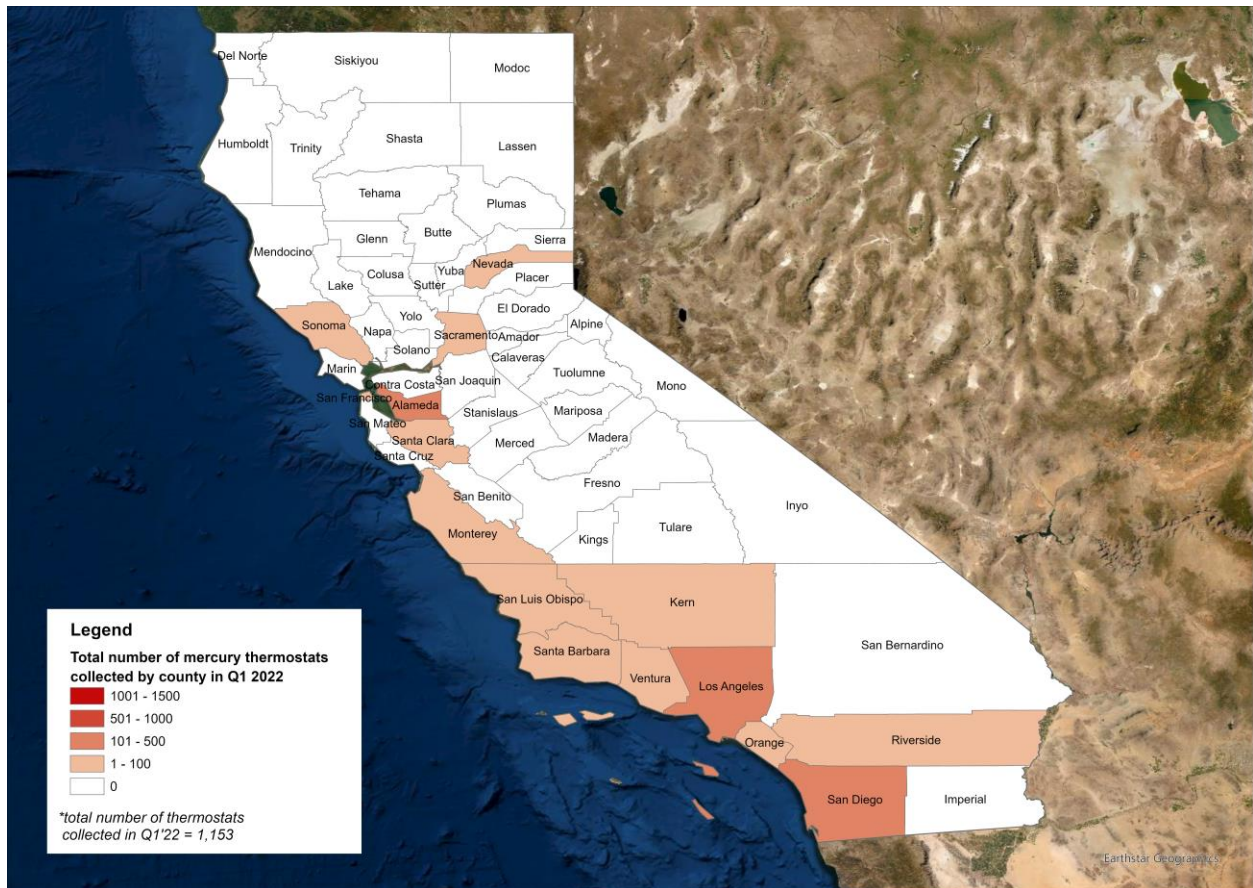 Del Norte
Siskiyou
Modoc
Humboldt
Trinity
Shasta
Lassen
Tehama
Plumas
Butte
Glenn
Sierra
Mendocino
Nevada
Yuba
Colusa
Placer
Lake
Sutter
El Dorado
Yolo
Alpine
Sonoma
Napa
Sacramento
Amador
Solano
Calaveras
Marin
Tuolumne
San Joaquin
Contra Costa
Mono
San Francisco
Alameda
Stanislaus
Mariposa
San Mateo
Santa Clara
Merced
Madera
Santa Cruz
Fresno
San Benito
Inyo
Tulare
Monterey
Kings
San Luis Obispo
Kern
San Bernardino
Santa Barbara
Ventura
Los Angeles
Orange
Riverside
San Diego
Imperial
Legend
Total number of mercury thermostats
collected by county in Q1 2022
1001 - 1500
501 - 1000
101 - 500
1 - 100
0
*total number of thermostats
collected in Q1'22 = 1,153
Earthstar Geographics